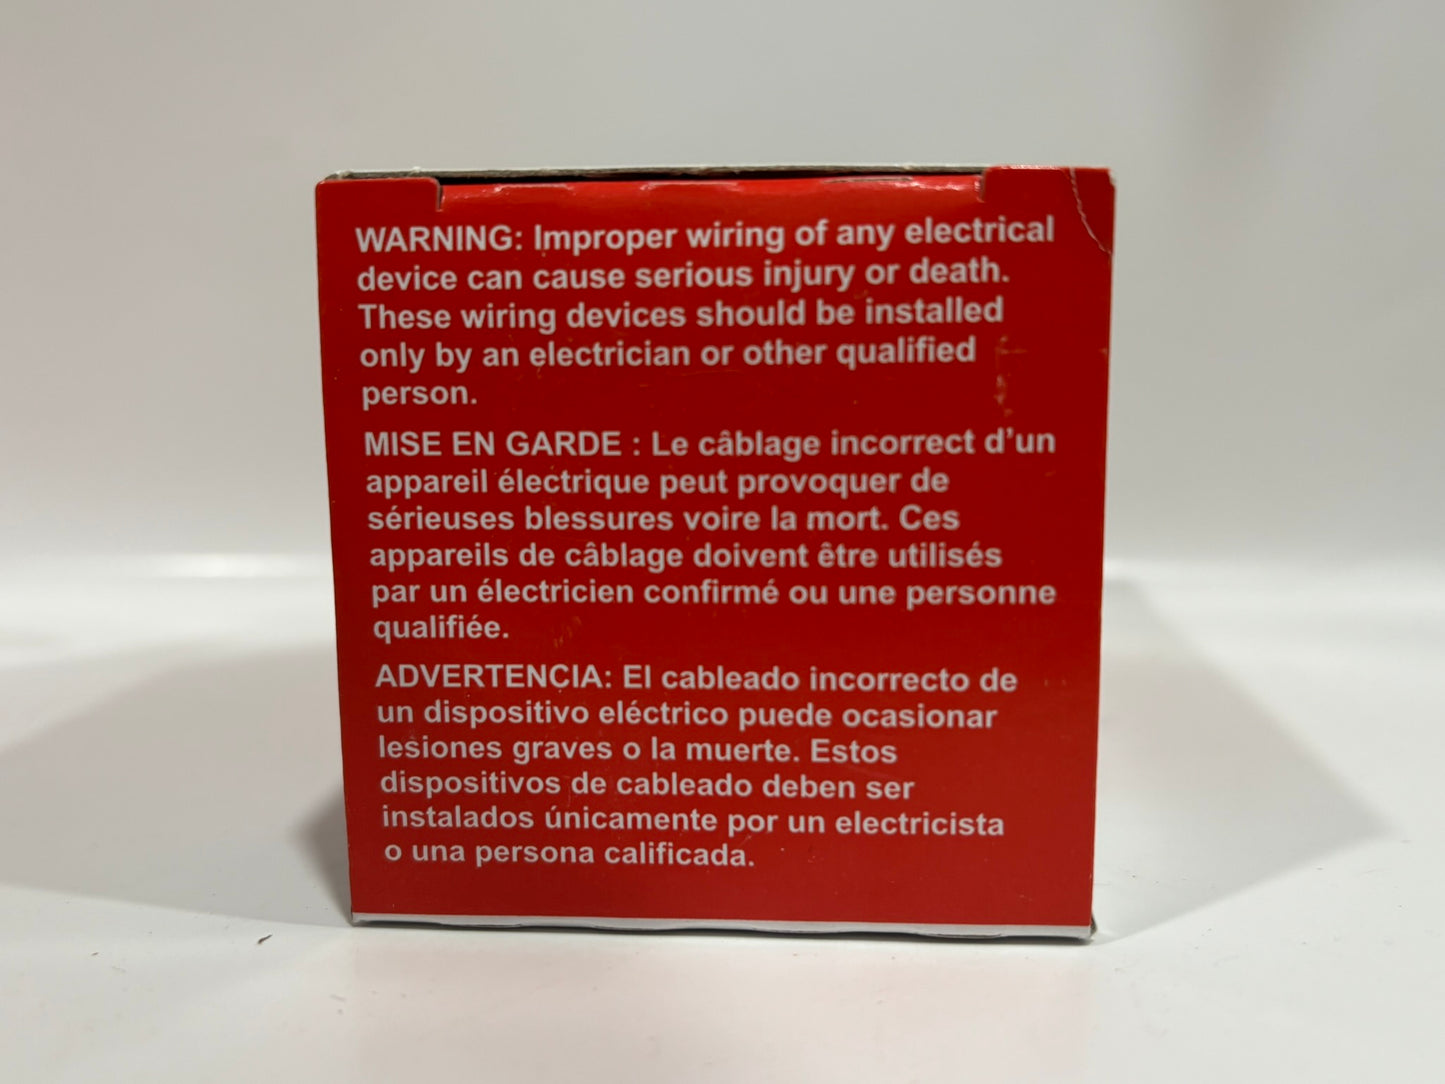 WARNING: Improper wiring of any electrical
device can cause serious injury or death.
These wiring devices should be installed
only by an electrician or other qualified
person.
MISE EN GARDE : Le câblage incorrect d’un
appareil électrique peut provoquer de
sérieuses blessures voire la mort. Ces
appareils de câblage doivent être utilisés
par un électricien confirmé ou une personne
qualifiée.
ADVERTENCIA: El cableado incorrecto de
un dispositivo eléctrico puede ocasionar
lesiones graves o la muerte. Estos
dispositivos de cableado deben ser
instalados únicamente por un electricista
o una persona calificada.